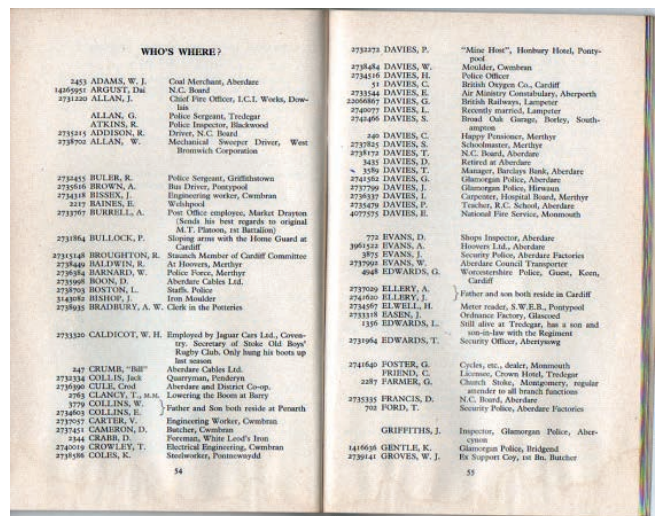 WHO'S WHERE?
2453 ADAMS, W. J. Coal Merchant, Aberdare
14265951 ARGUST, Dai N.C. Board
2731220 ALLAN, J. Chief Fire Officer, I.C.I. Works, Dow-
lais
ALLAN, G. Police Sergeant, Tredegar
ATKINS, R. Police Inspector, Blackwood
2735215 ADDISON, R. Driver, N.C. Board
2738702 ALLAN, W. Mechanical Sweeper Driver, West
Bromwich Corporation
2732455 BULER, R. Police Sergeant, Griffithstown
2735616 BROWN, A. Bus Driver, Pontypool
2734318 BISSEX, J. Engineering worker, Cwmbran
2217 BAINES, E. Welshpool
2733767 BURRELL, A. Post Office employee, Market Drayton
(Sends his best regards to original
M.T. Platoon, 1st Battalion)
2731864 BULLOCK, P. Sloping arms with the Home Guard at
Cardiff
27315148 BROUGHTON, R. Staunch Member of Cardiff Committee
2738449 BALDWIN, R. At Hoovers, Merthyr
2736384 BARNARD, W. Police Force, Merthyr
2735998 BOON, D. Aberdare Cables Ltd.
2738703 BOSTON, L. Staffs. Police
3143082 BISHOP, J. Iron Moulder
2738935 BRADBURY, A. W. Clerk in the Potteries
2733320 CALDICOT, W. H. Employed by Jaguar Cars Ltd., Coven-
try. Secretary of Stoke Old Boys'
Rugby Club. Only hung his boots up
last season
247 CRUMB, "Bill" Aberdare Cables Ltd.
2732334 COLLIS, Jack Quarryman, Penderyn
2736390 CULE, Crod Aberdare and District Co-op.
2763 CLANCY, T., M.M. Lowering the Boom at Barry
3779 COLLINS, W.
2734603 COLLINS, E. } Father and Son both reside at Penarth
2737057 CARTER, V. Engineering Worker, Cwmbran
2737451 CAMERON, D. Butcher, Cwmbran
2344 CRABB, D. Foreman, White Leod's Iron
2740019 CROWLEY, T. Electrical Engineering, Cwmbran
2738586 COLES, K. Steelworker, Pontnewnydd
54
2732272 DAVIES, P. "Mine Host", Honbury Hotel, Ponty-
pool
2738484 DAVIES, W. Moulder, Cwmbran
2734516 DAVIES, H. Police Officer
51 DAVIES, C. British Oxygen Co., Cardiff
2733544 DAVIES, E. Air Ministry Constabulary, Aberporth
22066867 DAVIES, G. British Railways, Lampeter
2740077 DAVIES, L. Recently married, Lampeter
2742466 DAVIES, S. Broad Oak Garage, Borley, South-
ampton
240 DAVIES, C. Happy Pensioner, Merthyr
2737825 DAVIES, S. Schoolmaster, Merthyr
2738172 DAVIES, T. N.C. Board, Aberdare
3435 DAVIES, D. Retired at Aberdare
3589 DAVIES, T. Manager, Barclays Bank, Aberdare
2741362 DAVIES, G. Glamorgan Police, Aberdare
2737799 DAVIES, J. Glamorgan Police, Hirwaun
2736337 DAVIES, I. Carpenter, Hospital Board, Merthyr
2735479 DAVIES, P. Teacher, R.C. School, Aberdare
4077575 DAVIES, E. National Fire Service, Monmouth
772 EVANS, D. Shops Inspector, Aberdare
3961522 EVANS, A. Hoovers Ltd., Aberdare
3875 EVANS, J. Security Police, Aberdare Factories
2737992 EVANS, W. Aberdare Council Transporter
4948 EDWARDS, G. Worcestershire Police, Guest, Keen,
Cardiff
2737029 ELLERY, A.
2741620 ELLERY, J. } Father and son both reside in Cardiff
2734567 ELWELL, H. Meter reader, S.W.E.B., Pontypool
2733318 EASEN, J. Ordnance Factory, Glascoed
1356 EDWARDS, L. Still alive at Tredegar, has a son and
son-in-law with the Regiment
2731964 EDWARDS, T. Security Officer, Abertysswg
2741640 FOSTER, G. Cycles, etc., dealer, Monmouth
FRIEND, C. Licensee, Crown Hotel, Tredegar
2287 FARMER, G. Church Stoke, Montgomery, regular
attender to all branch functions
2735335 FRANCIS, D. N.C. Board, Aberdare
702 FORD, T. Security Police, Aberdare Factories
GRIFFITHS, J. Inspector, Glamorgan Police, Aber-
cynon
1416636 GENTLE, K. Glamorgan Police, Bridgend
2739141 GROVES, W. J. Ex Support Coy, 1st Bn. Butcher
55